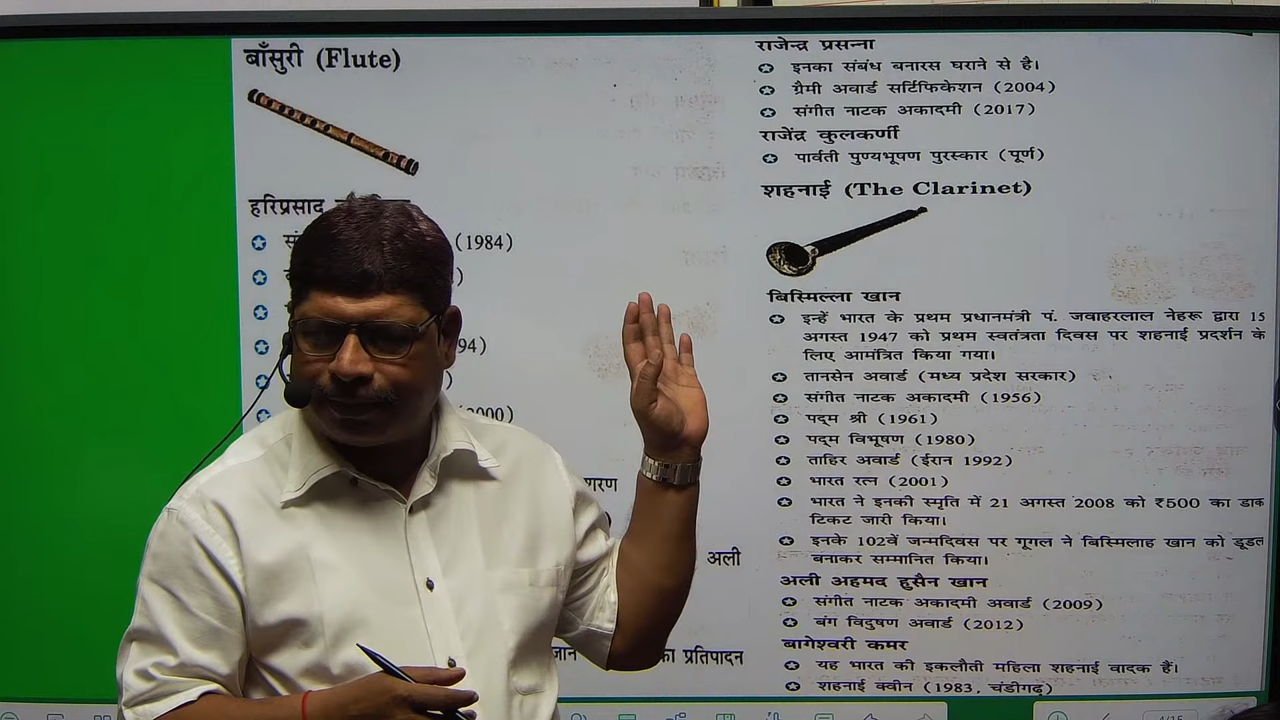 बाँसुरी (Flute)
हरिप्रसाद
(1984)
94)
2000)
अली
का प्रतिपादन
राजेन्द्र प्रसन्ना
इनका संबंध बनारस घराने से है।
ग्रैमी अवार्ड सर्टिफिकेशन (2004)
संगीत नाटक अकादमी (2017)
राजेंद्र कुलकर्णी
पार्वती पुण्यभूषण पुरस्कार (पूर्ण)
शहनाई (The Clarinet)
बिस्मिल्ला खान
इन्हें भारत के प्रथम प्रधानमंत्री पं. जवाहरलाल नेहरू द्वारा 15
अगस्त 1947 को प्रथम स्वतंत्रता दिवस पर शहनाई प्रदर्शन के
लिए आमंत्रित किया गया।
तानसेन अवार्ड (मध्य प्रदेश सरकार)
संगीत नाटक अकादमी (1956)
पद्म श्री (1961)
पद्म विभूषण (1980)
ताहिर अवार्ड (ईरान 1992)
भारत रत्न (2001)
भारत ने इनकी स्मृति में 21 अगस्त 2008 को ₹500 का डाक
टिकट जारी किया।
इनके 102वें जन्मदिवस पर गूगल ने बिस्मिलाह खान को डूडल
बनाकर सम्मानित किया।
अली अहमद हुसैन खान
संगीत नाटक अकादमी अवार्ड (2009)
बंग विदुषण अवार्ड (2012)
बागेश्वरी कमर
यह भारत की इकलौती महिला शहनाई वादक हैं।
शहनाई क्वीन (1983, चंडीगढ़)
4/15